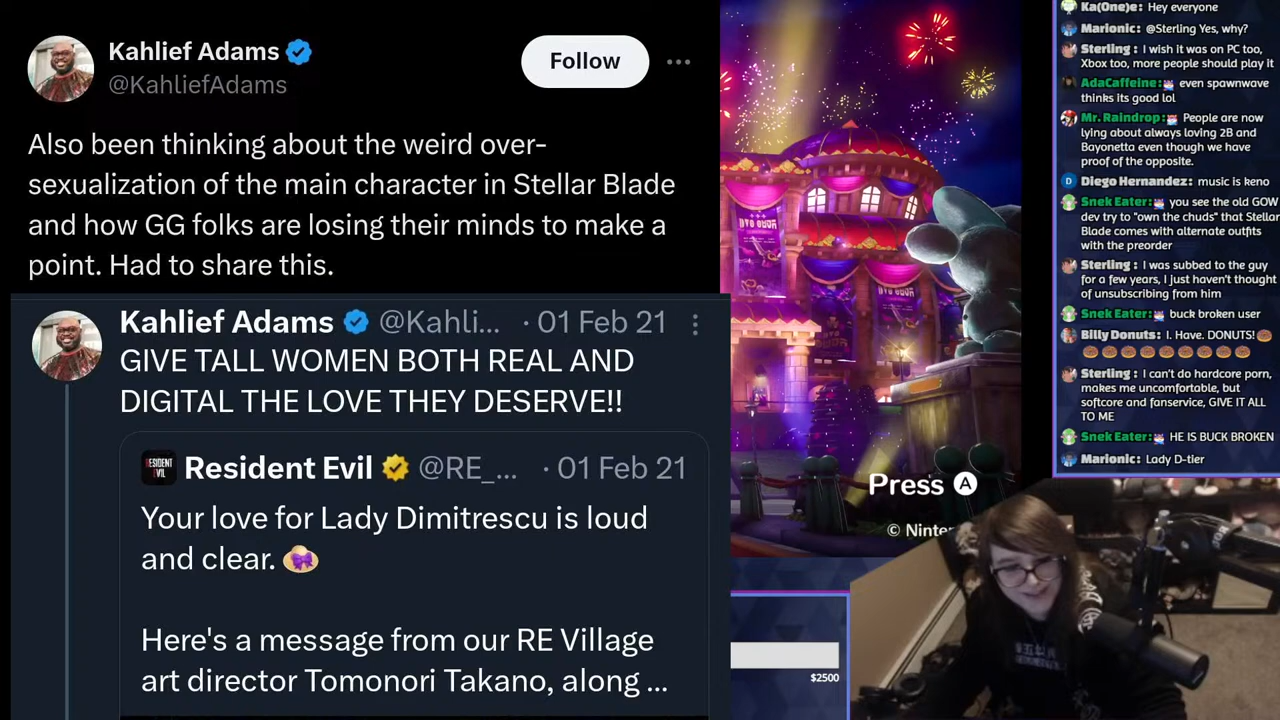 Kahlief Adams
@KahliefAdams
Follow
Also been thinking about the weird over-
sexualization of the main character in Stellar Blade
and how GG folks are losing their minds to make a
point. Had to share this.
Kahlief Adams @Kahli... · 01 Feb 21
GIVE TALL WOMEN BOTH REAL AND
DIGITAL THE LOVE THEY DESERVE!!
RESIDENT EVIL
Resident Evil @RE_... · 01 Feb 21
Your love for Lady Dimitrescu is loud
and clear.
Here's a message from our RE Village
art director Tomonori Takano, along ...
Press A
© Ninte
$2500
Ka(One)e: Hey everyone
Marionic: @Sterling Yes, why?
Sterling : I wish it was on PC too,
Xbox too, more people should play it
AdaCaffeine: even spawnwave
thinks its good lol
Mr. Raindrop: People are now
lying about always loving 2B and
Bayonetta even though we have
proof of the opposite.
D
Diego Hernandez: music is keno
Snek Eater: you see the old GOW
dev try to "own the chuds" that Stellar
Blade comes with alternate outfits
with the preorder
Sterling : I was subbed to the guy
for a few years, I just haven't thought
of unsubscribing from him
Snek Eater: buck broken user
Billy Donuts: I. Have. DONUTS!
Sterling : I can't do hardcore porn,
makes me uncomfortable, but
softcore and fanservice, GIVE IT ALL
TO ME
Snek Eater: HE IS BUCK BROKEN
Marionic: Lady D-tier